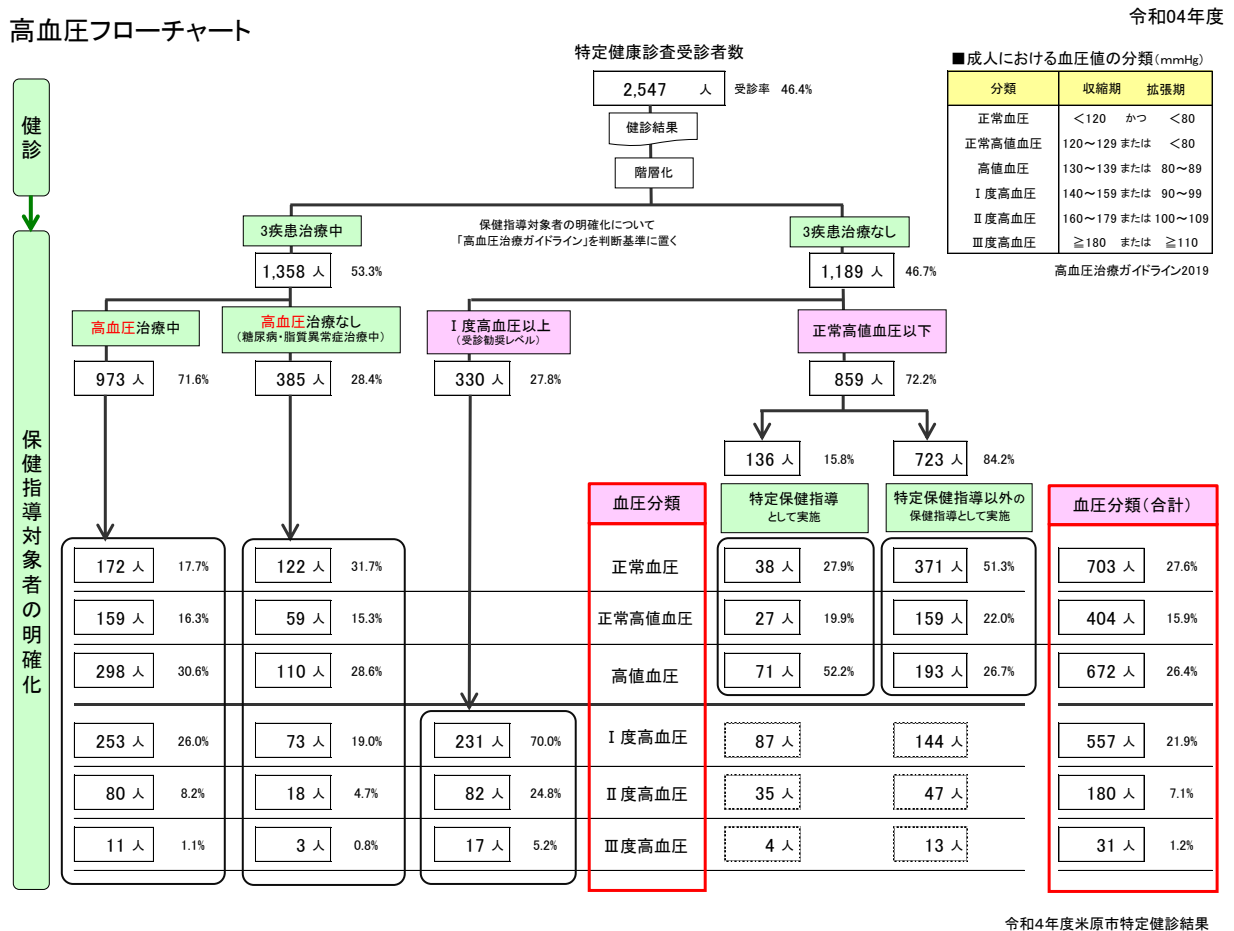 令和04年度
高血圧フローチャート
特定健康診査受診者数
2,547 人 受診率 46.4%
健診結果
階層化
■成人における血圧値の分類(mmHg)
分類 収縮期 拡張期
正常血圧 <120 かつ <80
正常高値血圧 120～129 または <80
高値血圧 130～139 または 80～89
Ⅰ度高血圧 140～159 または 90～99
Ⅱ度高血圧 160～179 または 100～109
Ⅲ度高血圧 ≧180 または ≧110
高血圧治療ガイドライン2019
健診
保健指導対象者の明確化
保健指導対象者の明確化について
「高血圧治療ガイドライン」を判断基準に置く
3疾患治療中
1,358 人 53.3%
3疾患治療なし
1,189 人 46.7%
高血圧治療中
973 人 71.6%
高血圧治療なし
(糖尿病・脂質異常症治療中)
385 人 28.4%
Ⅰ度高血圧以上
(受診勧奨レベル)
330 人 27.8%
正常高値血圧以下
859 人 72.2%
136 人 15.8% 723 人 84.2%
血圧分類
特定保健指導
として実施
特定保健指導以外の
保健指導として実施
血圧分類(合計)
172 人 17.7% 122 人 31.7% 正常血圧 38 人 27.9% 371 人 51.3% 703 人 27.6%
159 人 16.3% 59 人 15.3% 正常高値血圧 27 人 19.9% 159 人 22.0% 404 人 15.9%
298 人 30.6% 110 人 28.6% 高値血圧 71 人 52.2% 193 人 26.7% 672 人 26.4%
253 人 26.0% 73 人 19.0% 231 人 70.0% Ⅰ度高血圧 87 人 144 人 557 人 21.9%
80 人 8.2% 18 人 4.7% 82 人 24.8% Ⅱ度高血圧 35 人 47 人 180 人 7.1%
11 人 1.1% 3 人 0.8% 17 人 5.2% Ⅲ度高血圧 4 人 13 人 31 人 1.2%
令和4年度米原市特定健診結果